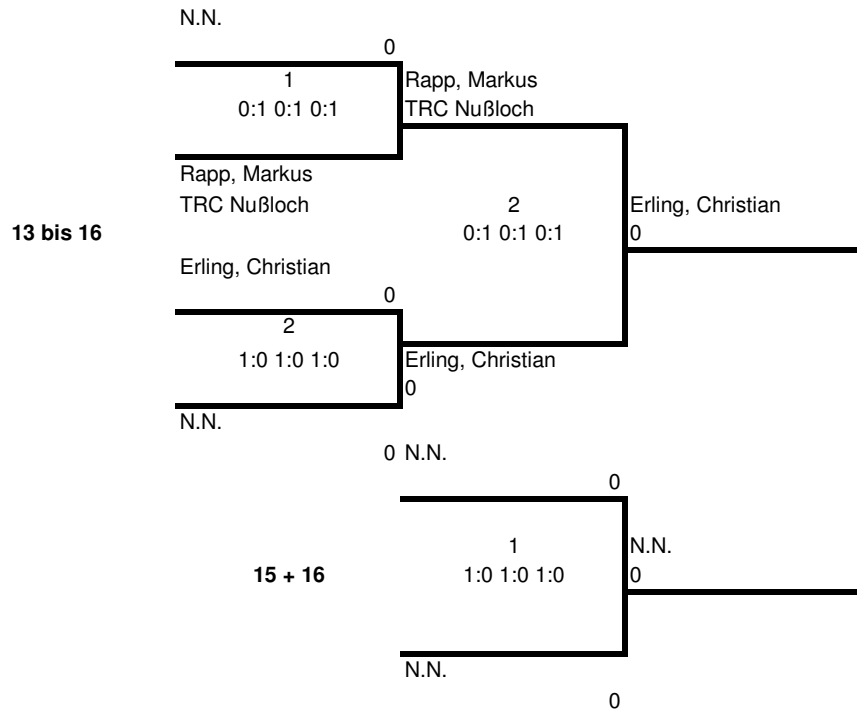 N.N.
0
1
0:1 0:1 0:1
Rapp, Markus
TRC Nußloch
Rapp, Markus
TRC Nußloch
13 bis 16
2
0:1 0:1 0:1
Erling, Christian
0
Erling, Christian
0
2
1:0 1:0 1:0
Erling, Christian
0
N.N.
0 N.N.
0
1
15 + 16
1:0 1:0 1:0
N.N.
0
N.N.
0